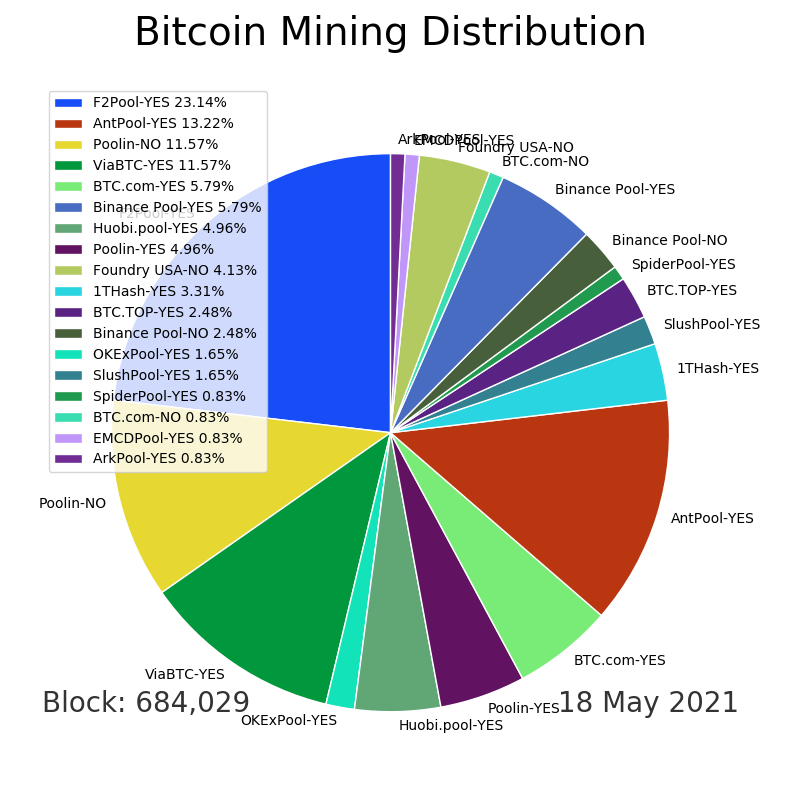 Bitcoin Mining Distribution
F2Pool-YES 23.14%
AntPool-YES 13.22%
Poolin-NO 11.57%
ViaBTC-YES 11.57%
BTC.com-YES 5.79%
Binance Pool-YES 5.79%
Huobi.pool-YES 4.96%
Poolin-YES 4.96%
Foundry USA-NO 4.13%
1THash-YES 3.31%
BTC.TOP-YES 2.48%
Binance Pool-NO 2.48%
OKExPool-YES 1.65%
SlushPool-YES 1.65%
SpiderPool-YES 0.83%
BTC.com-NO 0.83%
EMCDPool-YES 0.83%
ArkPool-YES 0.83%
ArkPool-YES
EMCDPool-YES
Foundry USA-NO
BTC.com-NO
Binance Pool-YES
Binance Pool-NO
SpiderPool-YES
BTC.TOP-YES
SlushPool-YES
1THash-YES
AntPool-YES
BTC.com-YES
Poolin-YES
Huobi.pool-YES
OKExPool-YES
ViaBTC-YES
Poolin-NO
F2Pool-YES
Block: 684,029
18 May 2021